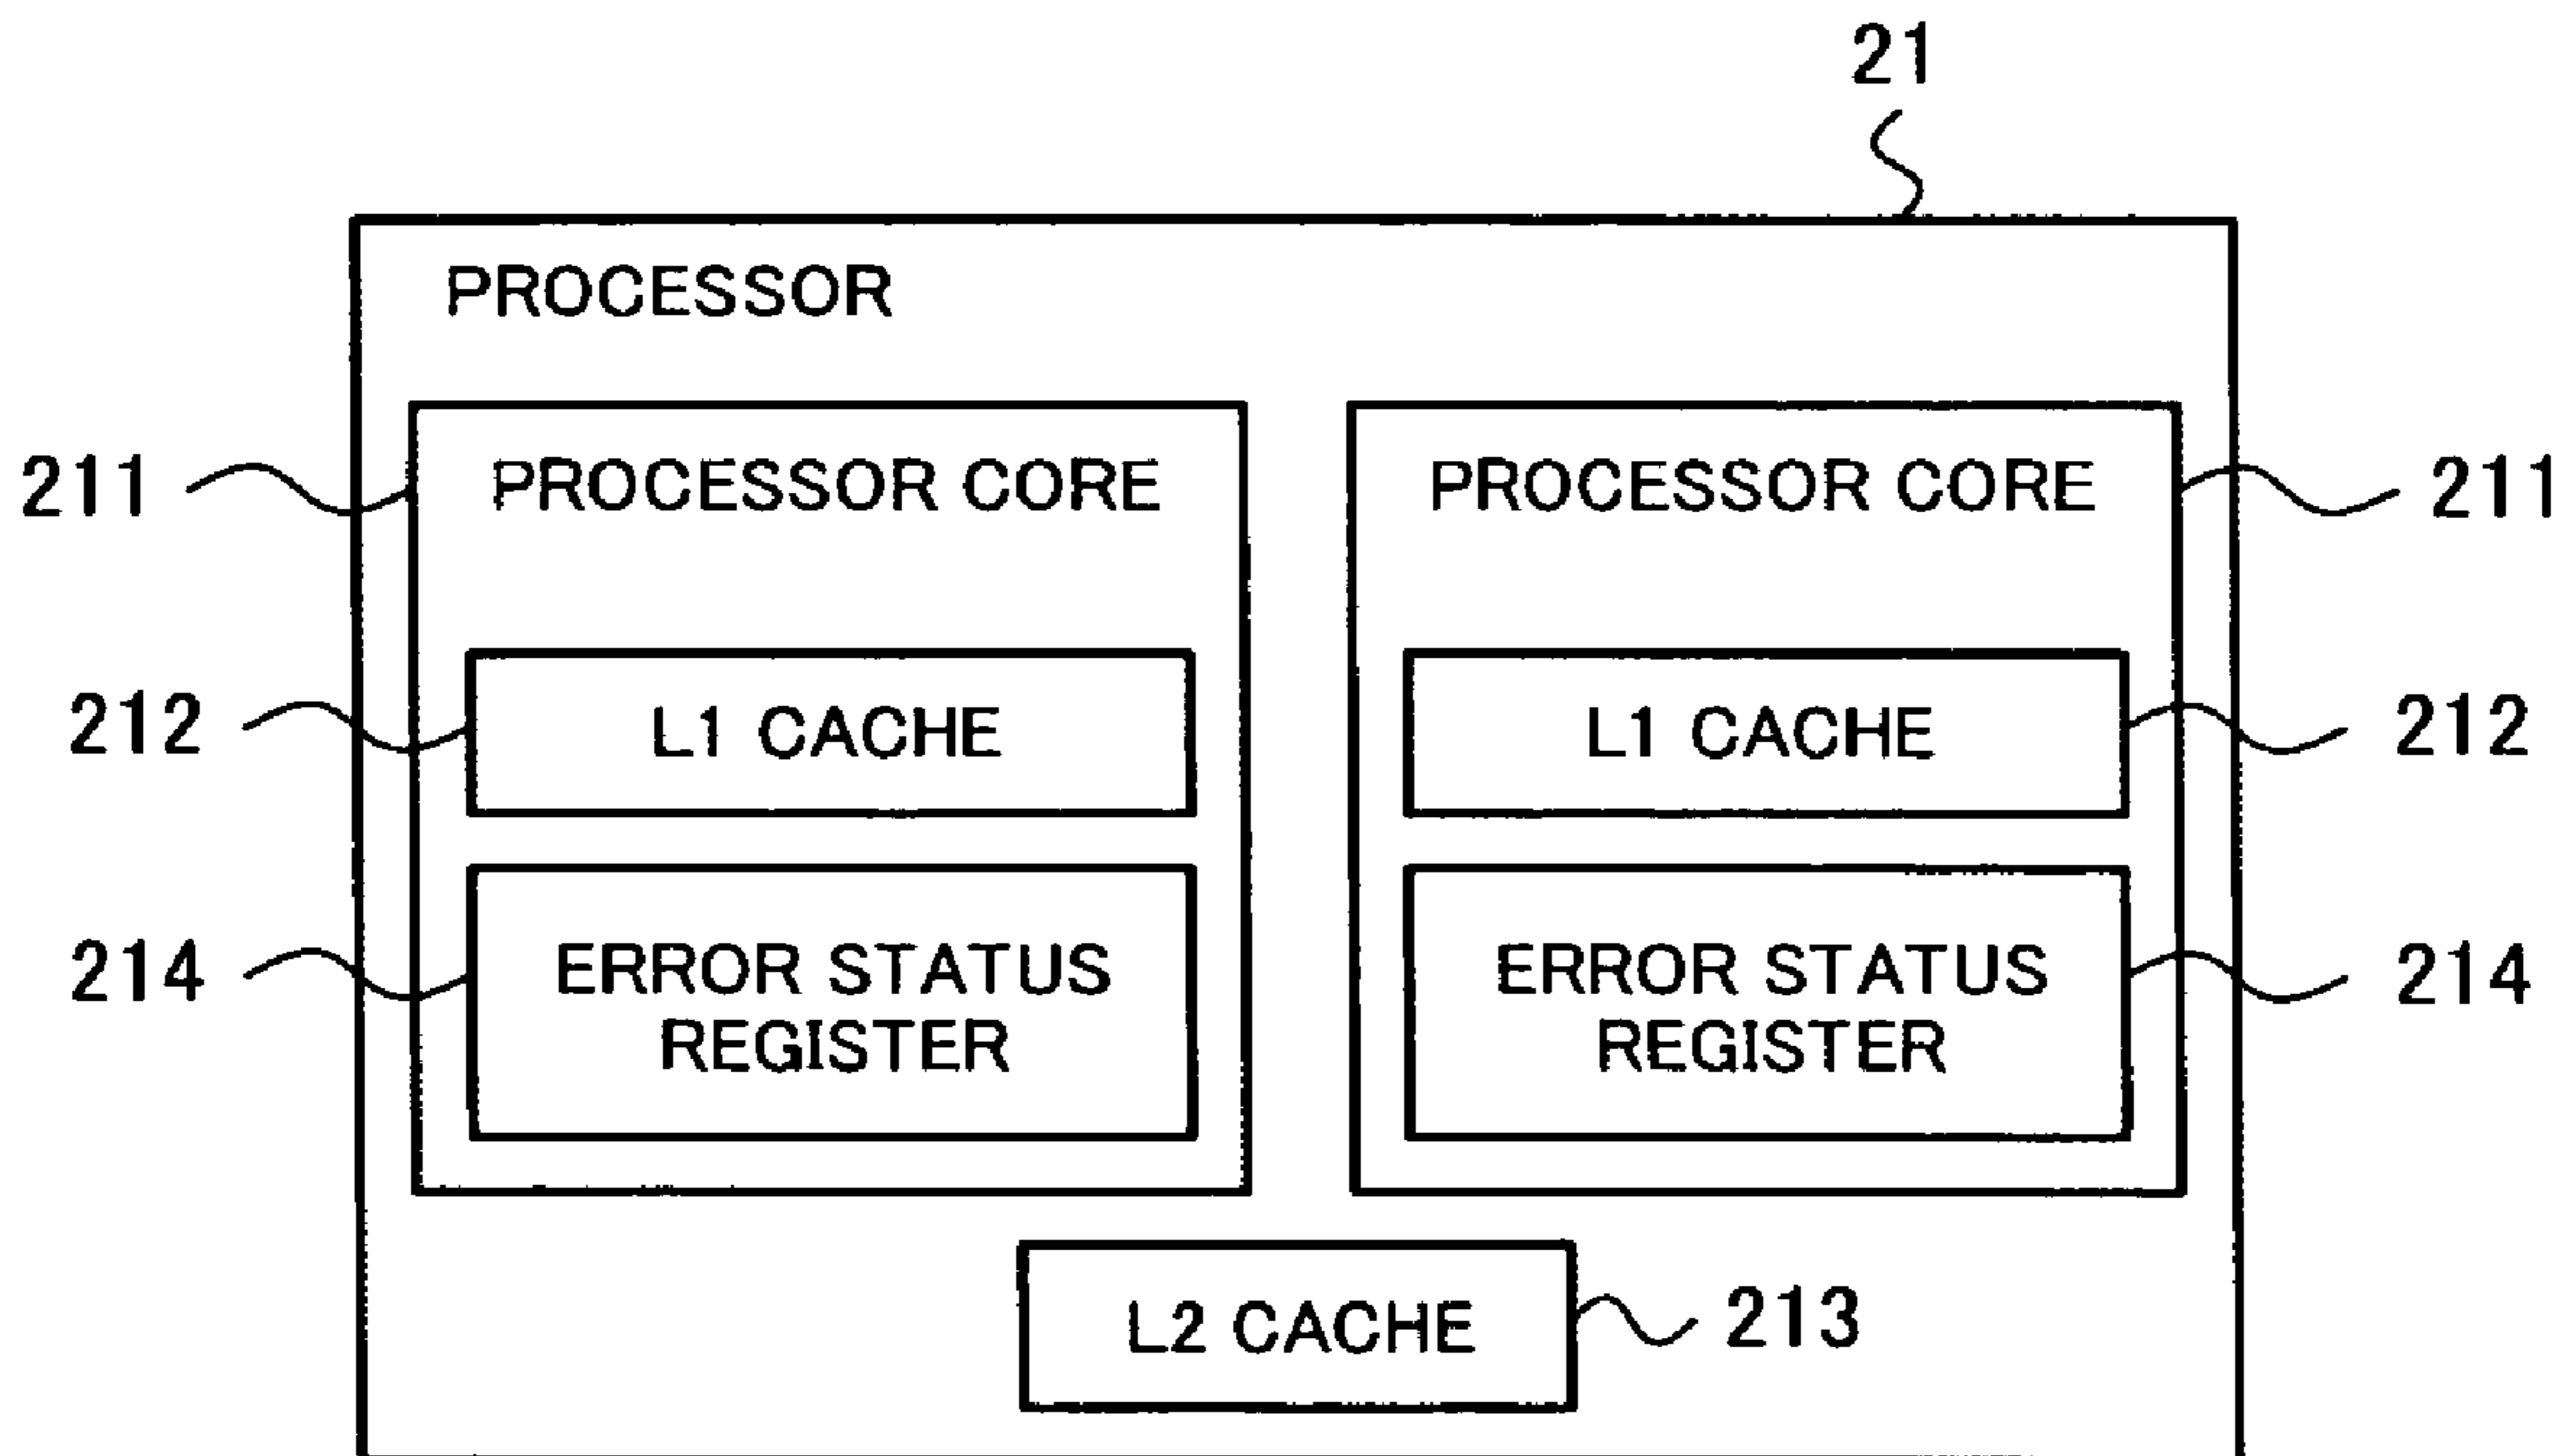 21
PROCESSOR
211 PROCESSOR CORE PROCESSOR CORE 211
212 L1 CACHE L1 CACHE 212
214 ERROR STATUS ERROR STATUS 214
REGISTER REGISTER
L2 CACHE 213